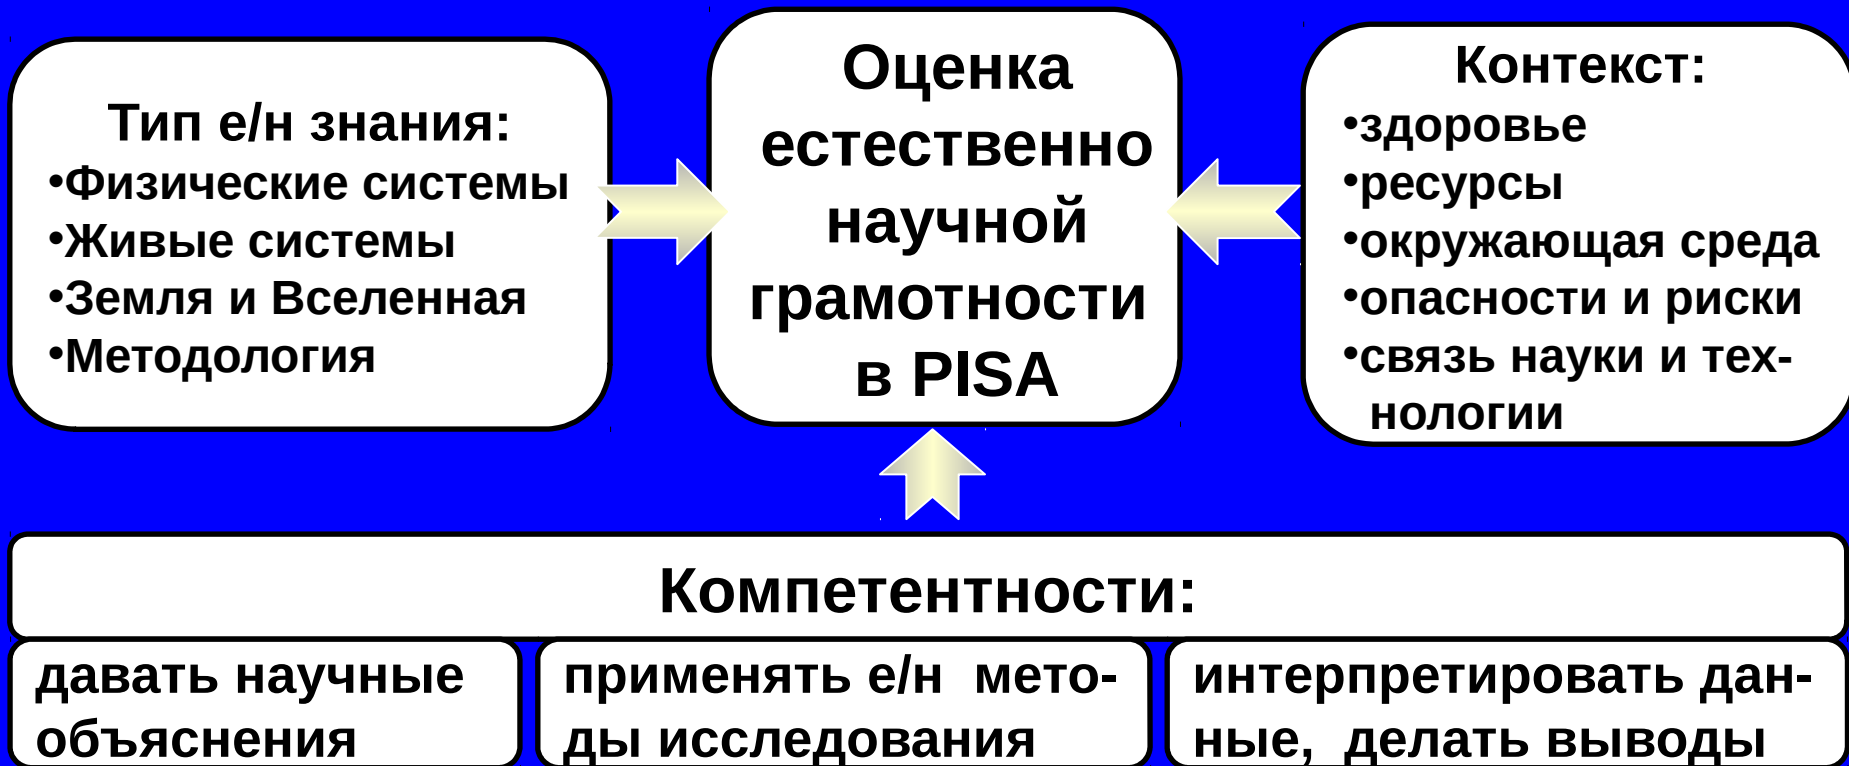 Тип е/н знания:
•Физические системы
•Живые системы
•Земля и Вселенная
•Методология
Оценка
естественно
научной
грамотности
в PISA
Контекст:
•здоровье
•ресурсы
•окружающая среда
•опасности и риски
•связь науки и тех-
нологии
Компетентности:
давать научные
объяснения
применять е/н  мето-
ды исследования
интерпретировать дан-
ные,  делать выводы